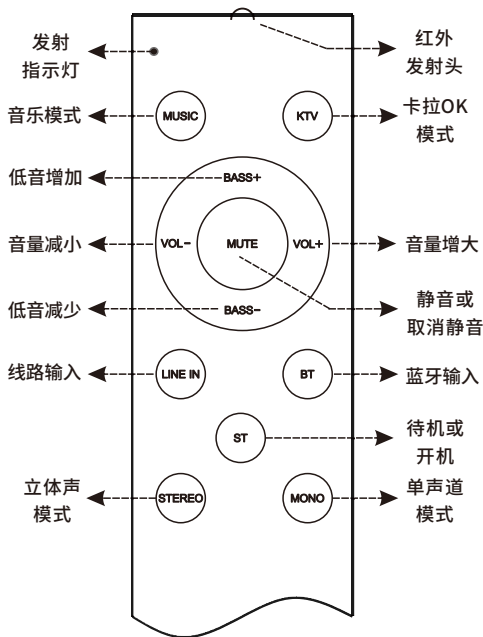 发射
指示灯
红外
发射头
音乐模式
MUSIC
KTV
卡拉OK
模式
低音增加
BASS+
音量减小
VOL-
MUTE
VOL+
音量增大
低音减少
BASS-
静音或
取消静音
线路输入
LINE IN
BT
蓝牙输入
ST
待机或
开机
立体声
模式
STEREO
MONO
单声道
模式